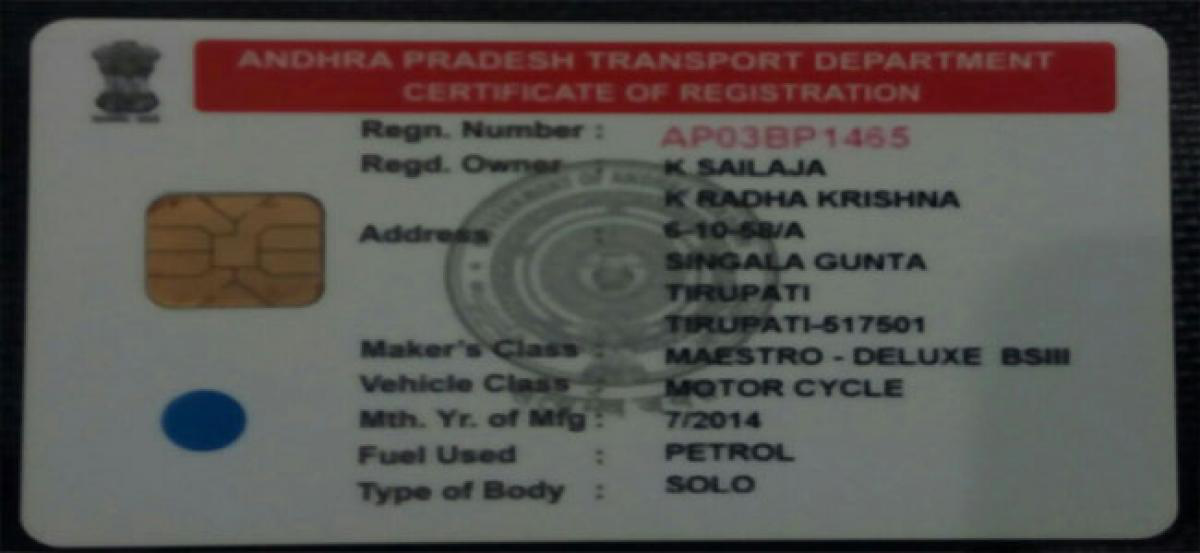 ANDHRA PRADESH TRANSPORT DEPARTMENT
CERTIFICATE OF REGISTRATION
Regn. Number : AP03BP1465
Regd. Owner : K SAILAJA
K RADHA KRISHNA
Address : 6-10-58/A
SINGALA GUNTA
TIRUPATI
TIRUPATI-517501
Maker's Class : MAESTRO - DELUXE BSIII
Vehicle Class : MOTOR CYCLE
Mth. Yr. of Mfg : 7/2014
Fuel Used : PETROL
Type of Body : SOLO